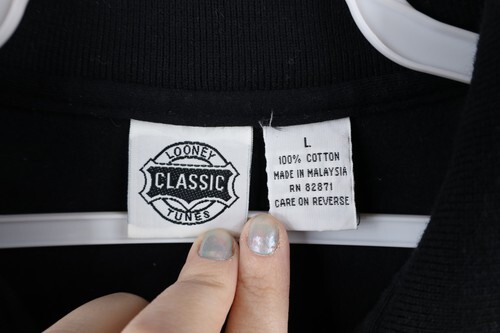 LOONEY
CLASSIC
TUNES
L
100% COTTON
MADE IN MALAYSIA
RN 82871
CARE ON REVERSE